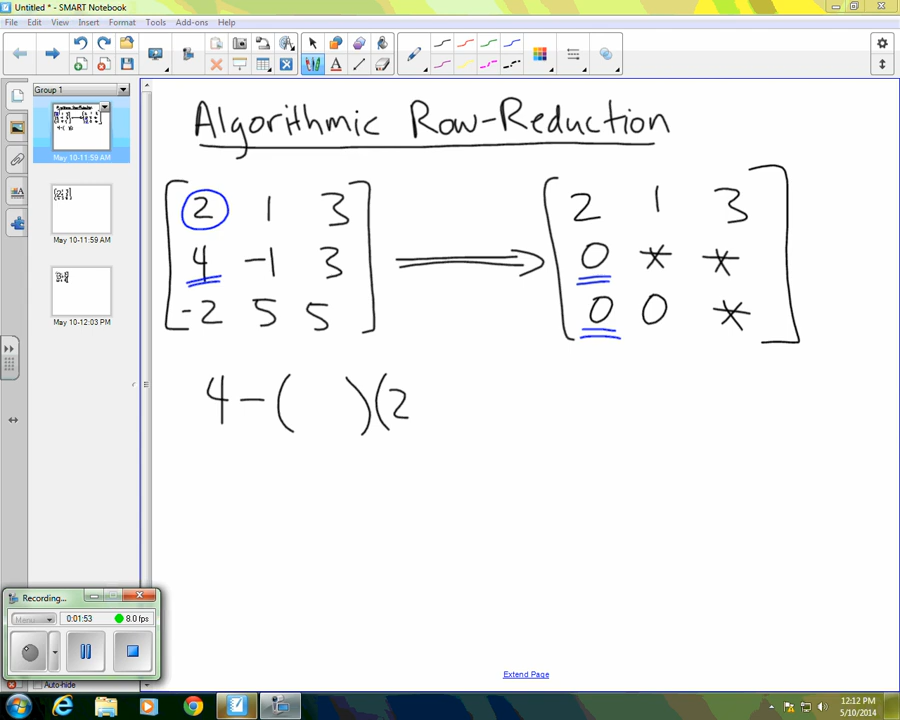 Untitled * - SMART Notebook
File Edit View Insert Format Tools Add-ons Help
Group 1
May 10-11:59 AM
May 10-11:59 AM
May 10-12:03 PM
Algorithmic Row-Reduction
2 1 3
4 -1 3
-2 5 5
2 1 3
0 * *
0 0 *
4-( )(2
Extend Page
Recording...
Menu
0:01:53
8.0 fps
Auto-hide
12:12 PM
5/10/2014